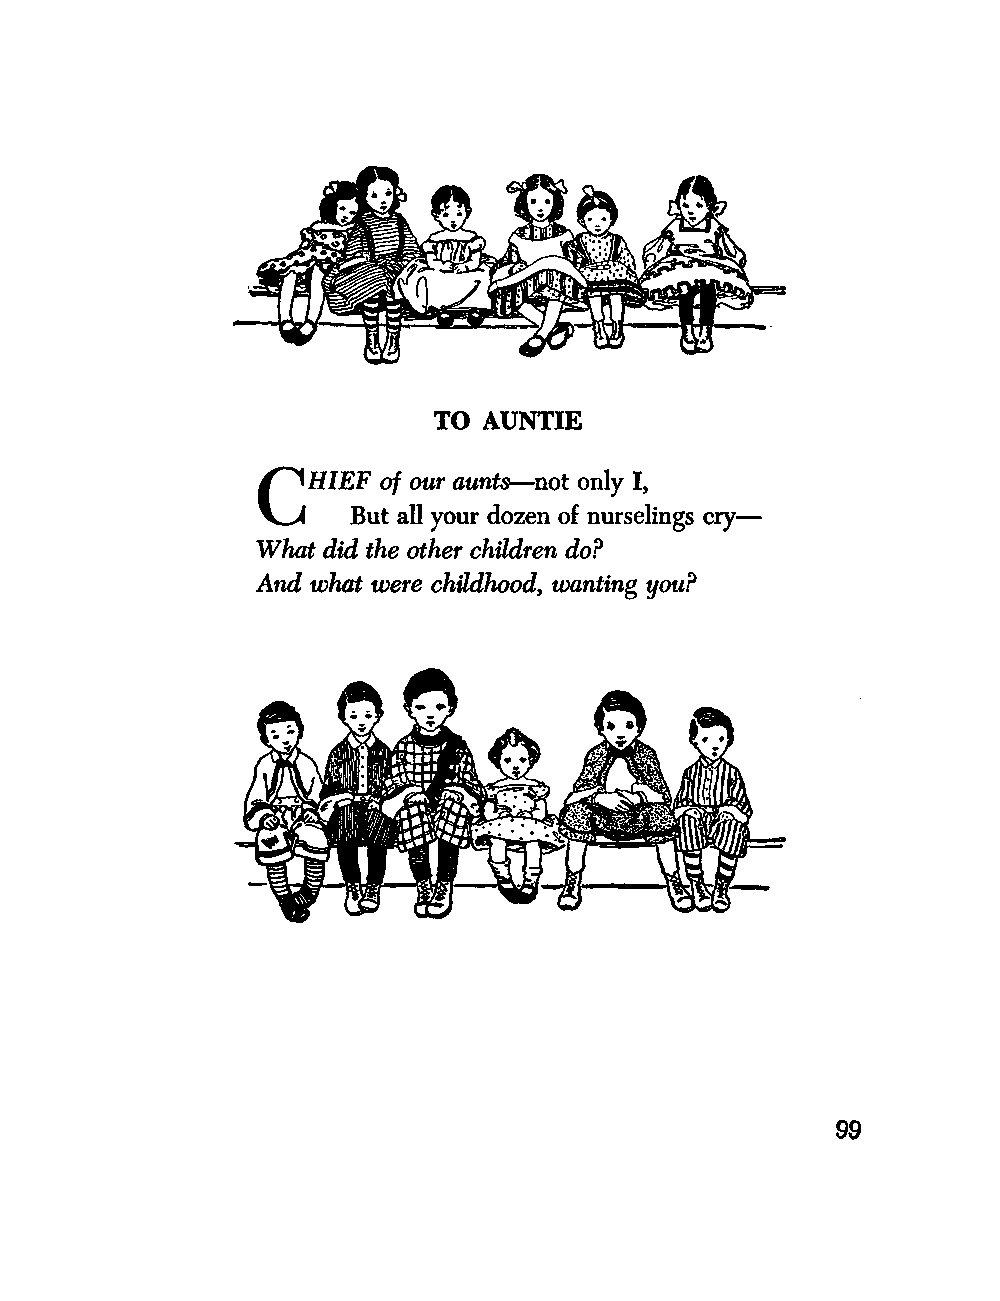 TO AUNTIE
CHIEF of our aunts—not only I,
But all your dozen of nurselings cry—
What did the other children do?
And what were childhood, wanting you?
99